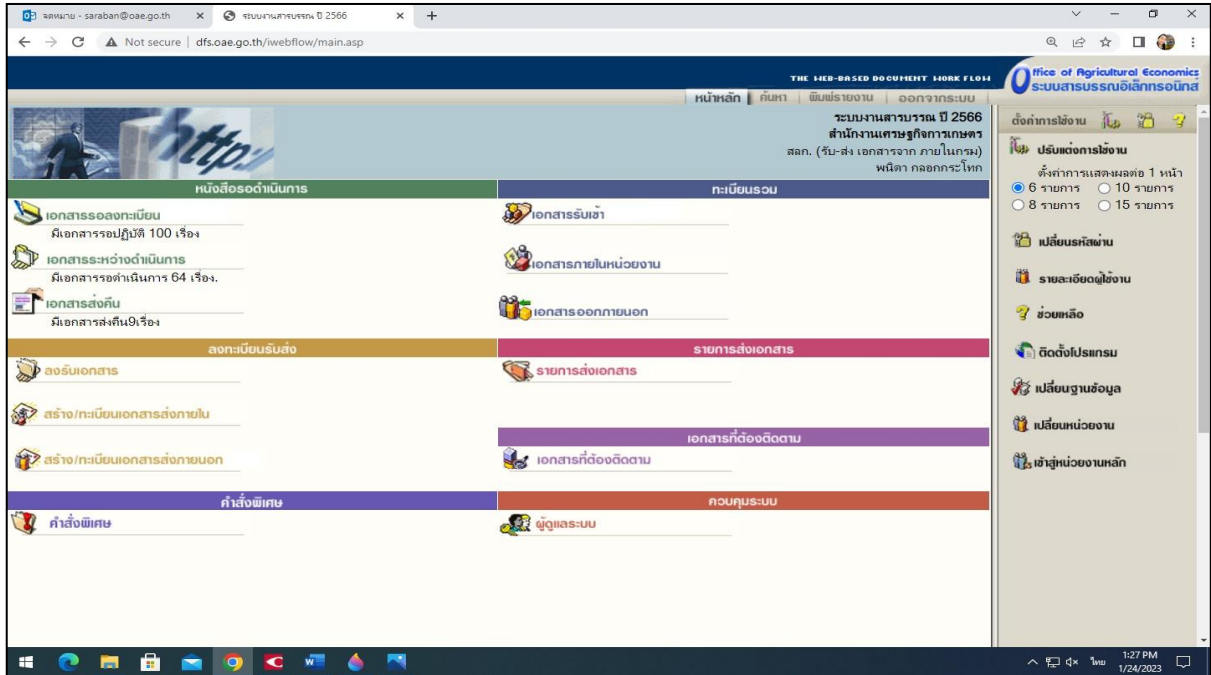 จดหมาย - saraban@oae.go.th
ระบบงานสารบรรณ ปี 2566
Not secure | dfs.oae.go.th/iwebflow/main.asp
THE WEB-BASED DOCUMENT WORK FLOW
Office of Agricultural Economics
ระบบสารบรรณอิเล็กทรอนิกส์
หน้าหลัก | ค้นหา | พิมพ์รายงาน | ออกจากระบบ
ระบบงานสารบรรณ ปี 2566
สำนักงานเศรษฐกิจการเกษตร
สลก. (รับ-ส่ง เอกสารจาก ภายในกรม)
พนิตา กลอกกระโทก
http:
หนังสือรอดำเนินการ
เอกสารรอลงทะเบียน
มีเอกสารรอปฏิบัติ 100 เรื่อง
เอกสารระหว่างดำเนินการ
มีเอกสารรอดำเนินการ 64 เรื่อง.
เอกสารส่งคืน
มีเอกสารส่งคืน9เรื่อง
ทะเบียนรวม
เอกสารรับเข้า
เอกสารภายในหน่วยงาน
เอกสารออกภายนอก
ลงทะเบียนรับส่ง
ลงรับเอกสาร
สร้าง/ทะเบียนเอกสารส่งภายใน
สร้าง/ทะเบียนเอกสารส่งภายนอก
รายการส่งเอกสาร
รายการส่งเอกสาร
เอกสารที่ต้องติดตาม
เอกสารที่ต้องติดตาม
คำสั่งพิเศษ
คำสั่งพิเศษ
ควบคุมระบบ
ผู้ดูแลระบบ
ตั้งค่าการใช้งาน
ปรับแต่งการใช้งาน
ตั้งค่าการแสดงผลต่อ 1 หน้า
6 รายการ 10 รายการ
8 รายการ 15 รายการ
เปลี่ยนรหัสผ่าน
รายละเอียดผู้ใช้งาน
ช่วยเหลือ
ติดตั้งโปรแกรม
เปลี่ยนฐานข้อมูล
เปลี่ยนหน่วยงาน
เข้าสู่หน่วยงานหลัก
ไทย
1:27 PM
1/24/2023